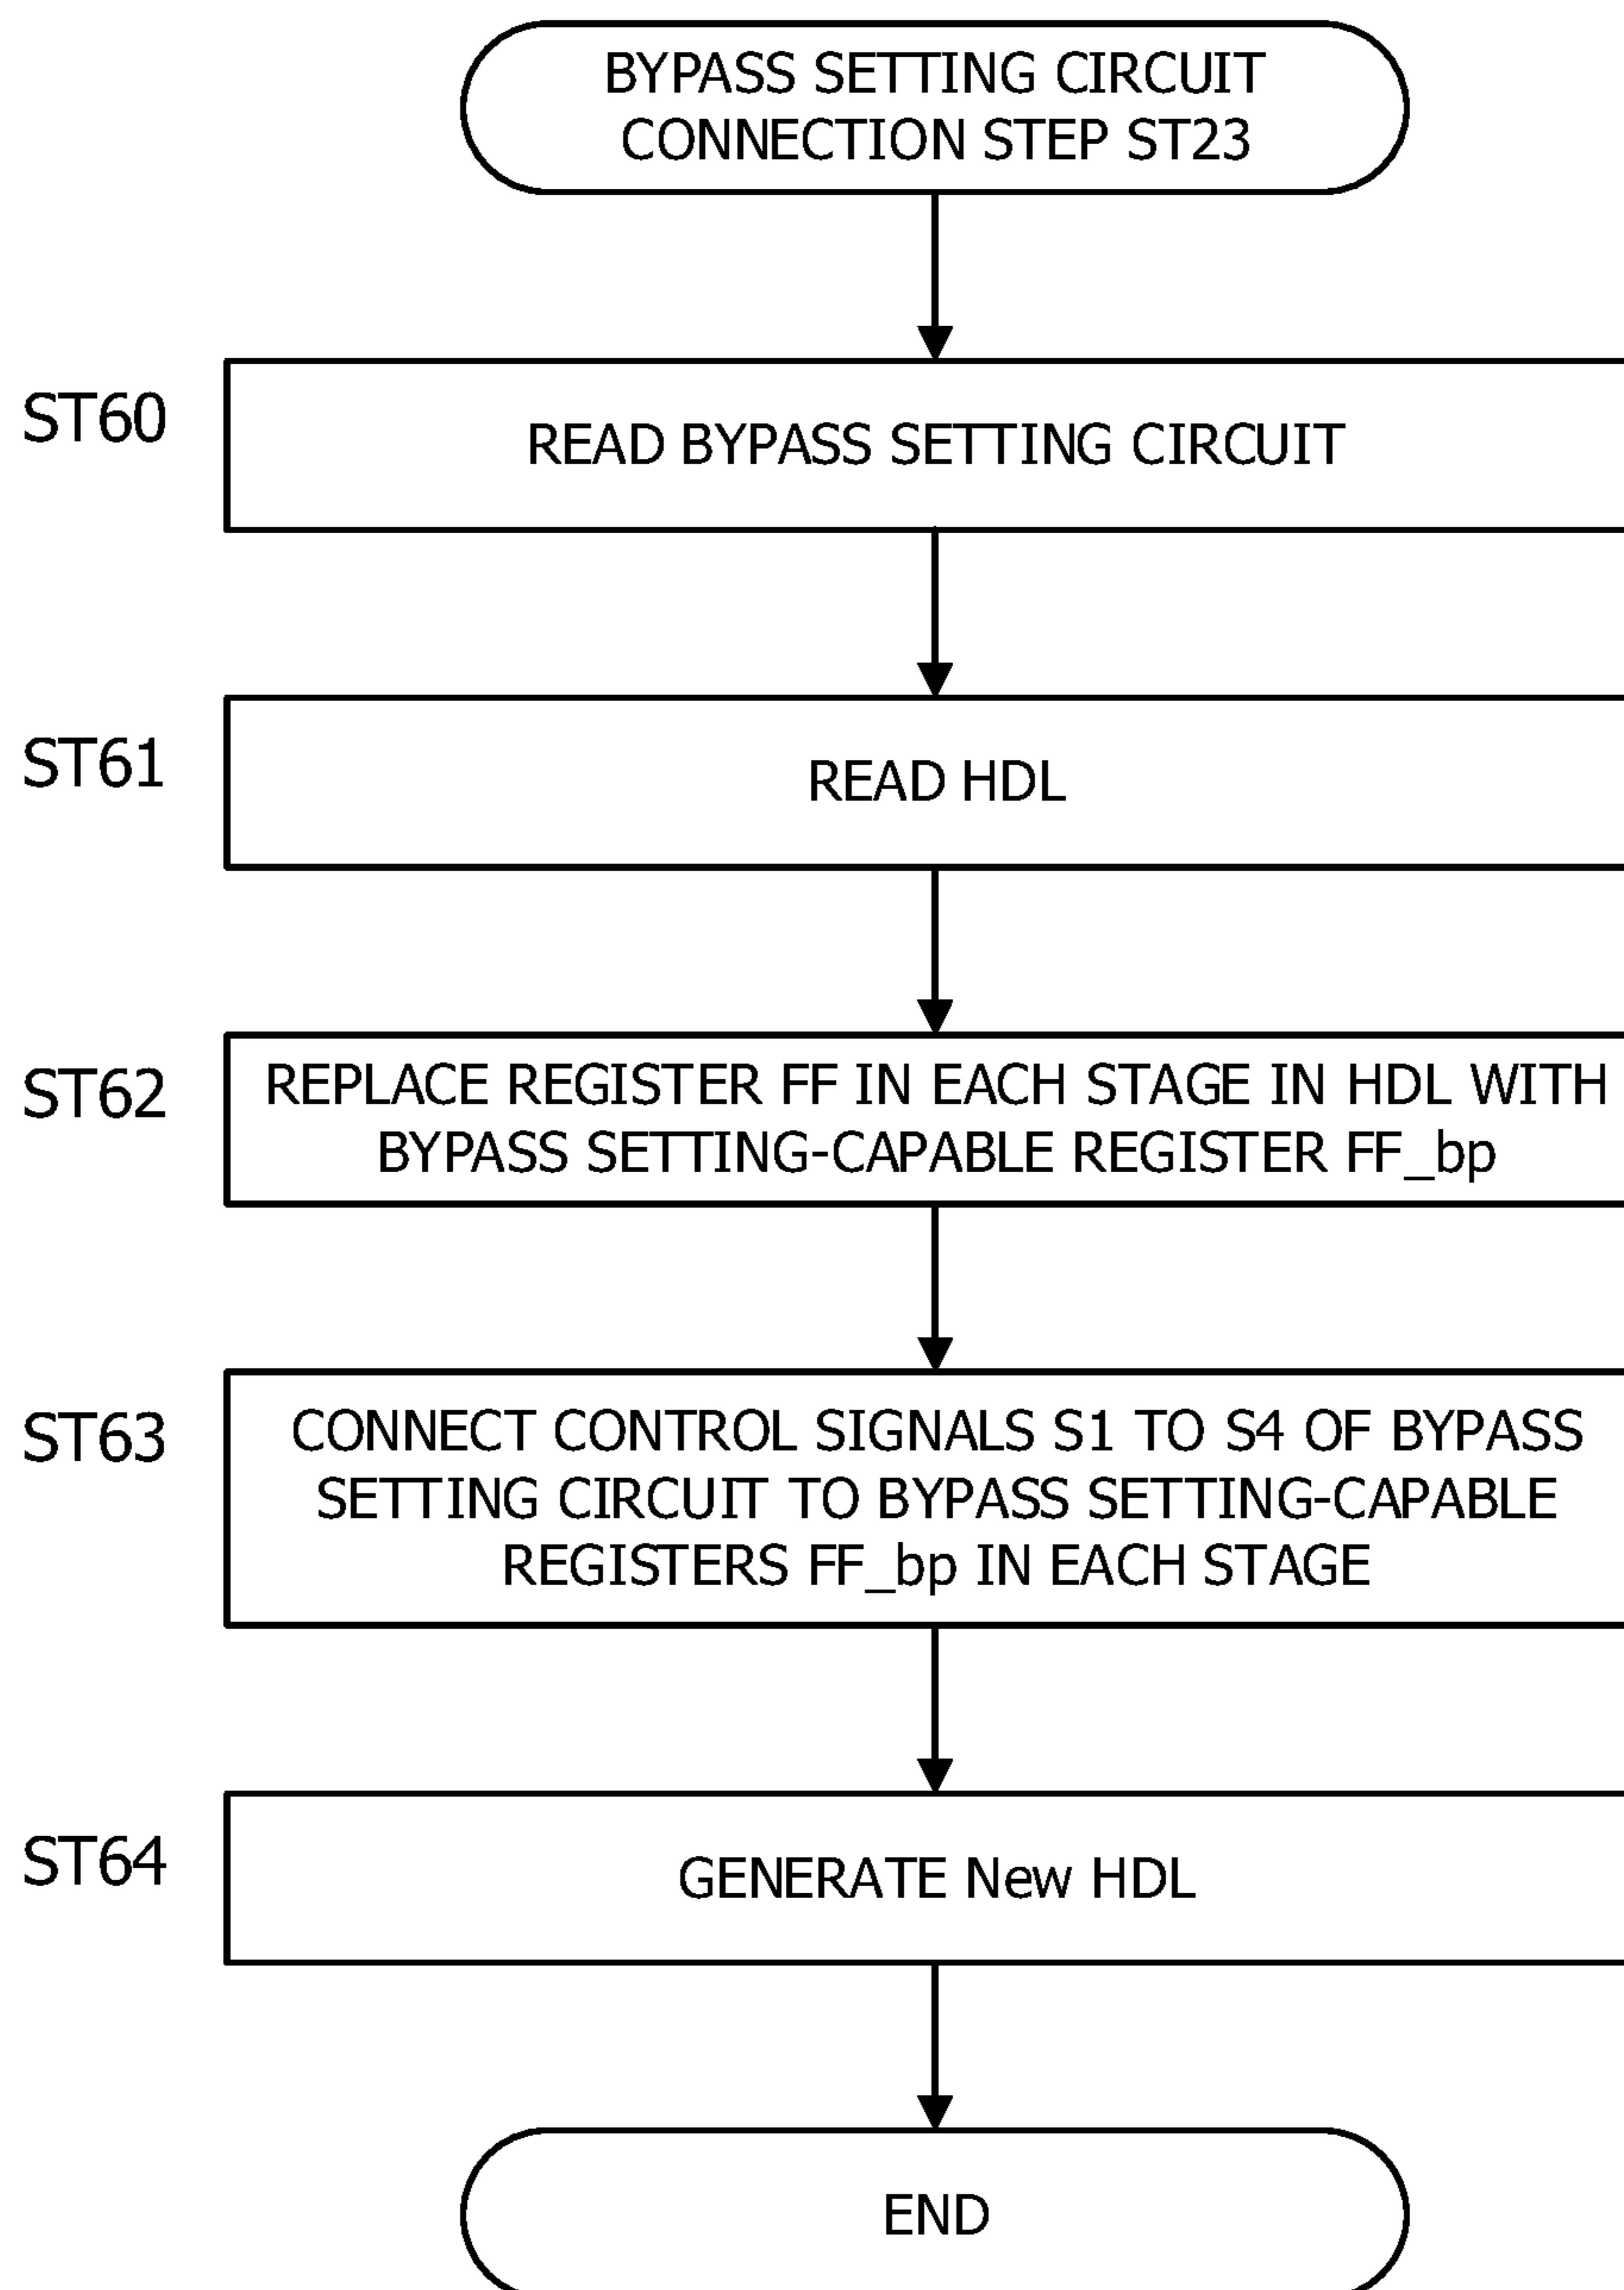 BYPASS SETTING CIRCUIT
CONNECTION STEP ST23
ST60
READ BYPASS SETTING CIRCUIT
ST61
READ HDL
ST62
REPLACE REGISTER FF IN EACH STAGE IN HDL WITH
BYPASS SETTING-CAPABLE REGISTER FF_bp
ST63
CONNECT CONTROL SIGNALS S1 TO S4 OF BYPASS
SETTING CIRCUIT TO BYPASS SETTING-CAPABLE
REGISTERS FF_bp IN EACH STAGE
ST64
GENERATE New HDL
END